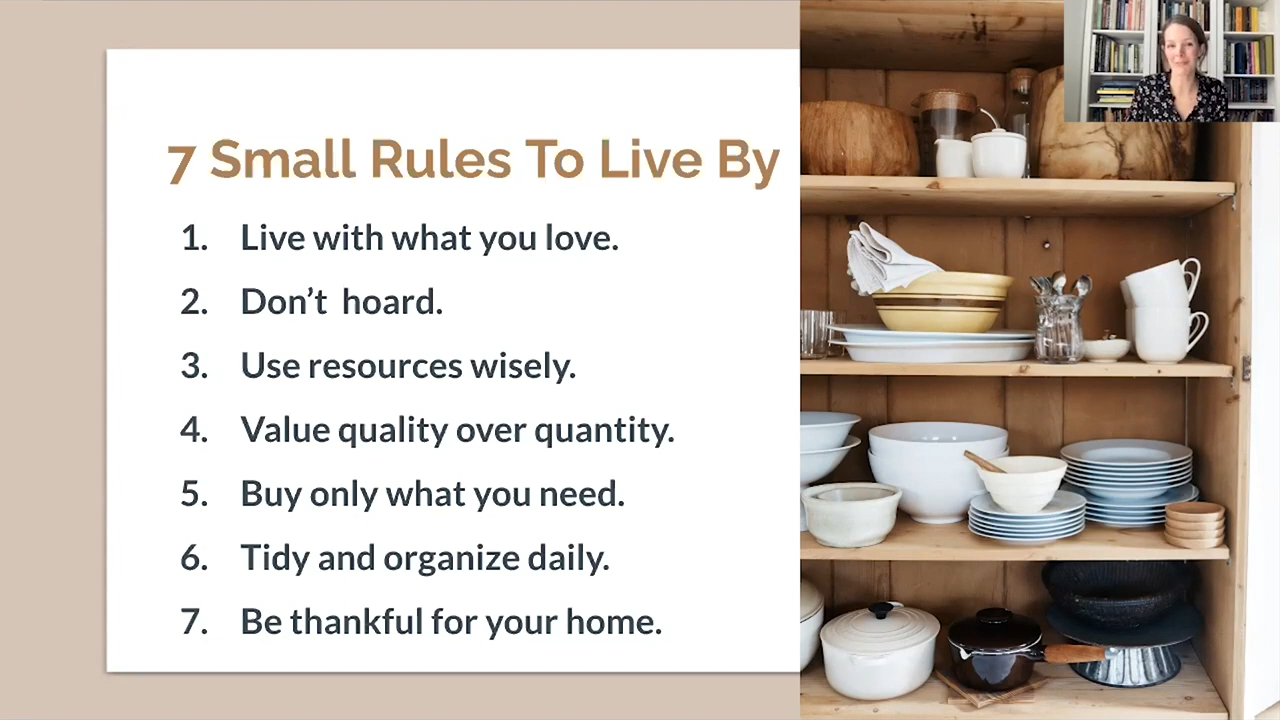 7 Small Rules To Live By
1. Live with what you love.
2. Don’t hoard.
3. Use resources wisely.
4. Value quality over quantity.
5. Buy only what you need.
6. Tidy and organize daily.
7. Be thankful for your home.